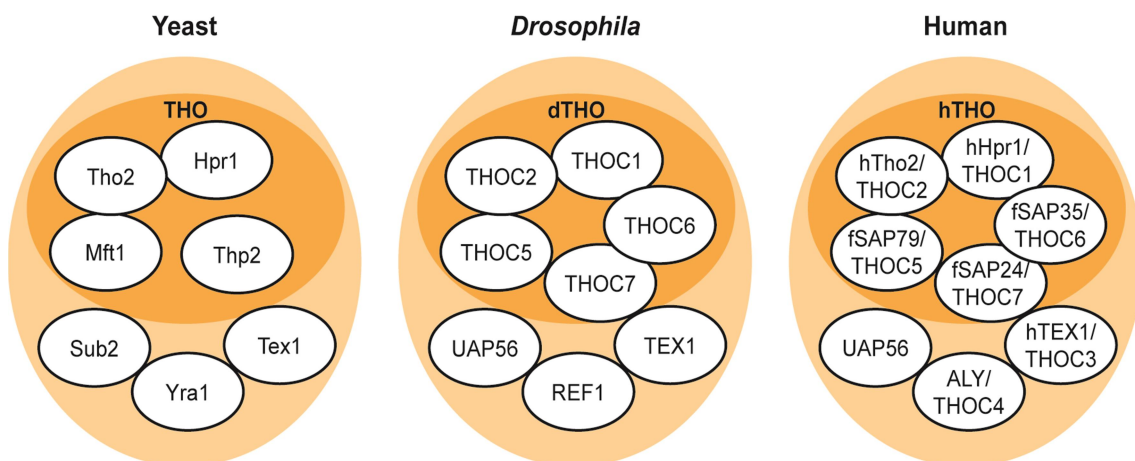 Yeast
THO
Hpr1
Tho2
Mft1
Thp2
Sub2
Tex1
Yra1
Drosophila
dTHO
THOC1
THOC2
THOC6
THOC5
THOC7
UAP56
TEX1
REF1
Human
hTHO
hHpr1/
THOC1
hTho2/
THOC2
fSAP35/
THOC6
fSAP79/
THOC5
fSAP24/
THOC7
UAP56
hTEX1/
THOC3
ALY/
THOC4